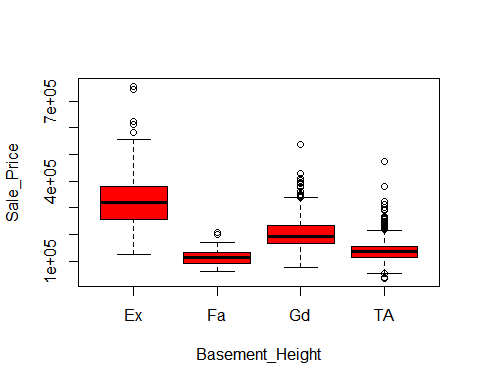 Sale_Price
7e+05
4e+05
1e+05
Ex Fa Gd TA
Basement_Height